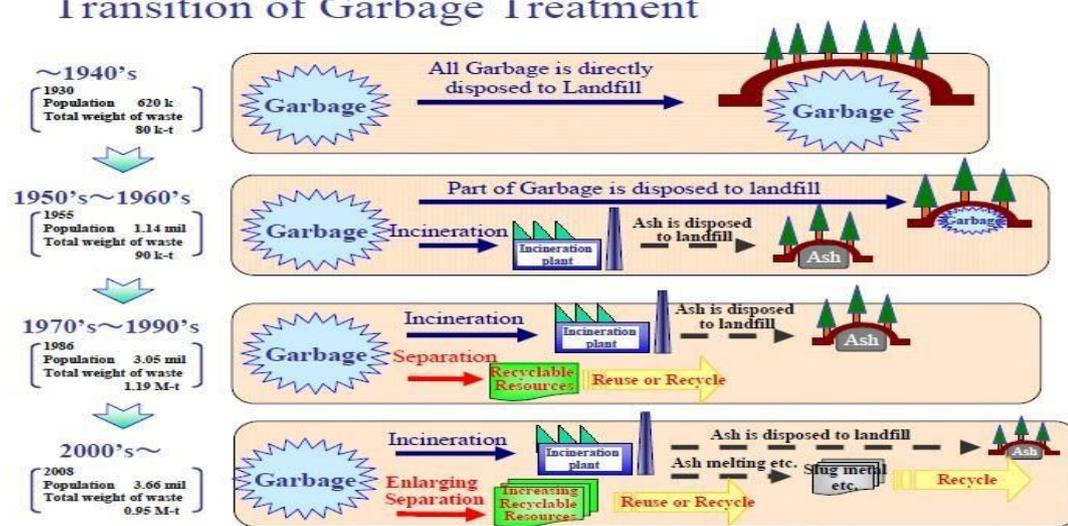 Transition of Garbage Treatment
～1940's
1930
Population 620 k
Total weight of waste
80 k-t
Garbage
All Garbage is directly
disposed to Landfill
Garbage
1950's～1960's
1955
Population 1.14 mil
Total weight of waste
90 k-t
Garbage
Part of Garbage is disposed to landfill
Garbage
Incineration
Incineration
plant
Ash is disposed
to landfill
Ash
1970's～1990's
1986
Population 3.05 mil
Total weight of waste
1.19 M-t
Garbage
Incineration
Incineration
plant
Ash is disposed
to landfill
Ash
Separation
Recyclable
Resources
Reuse or Recycle
2000's～
2008
Population 3.66 mil
Total weight of waste
0.95 M-t
Garbage
Incineration
Incineration
plant
Ash is disposed to landfill
Ash
Ash melting etc.
Slug metal
etc.
Recycle
Enlarging
Separation
Increasing
Recyclable
Resources
Reuse or Recycle